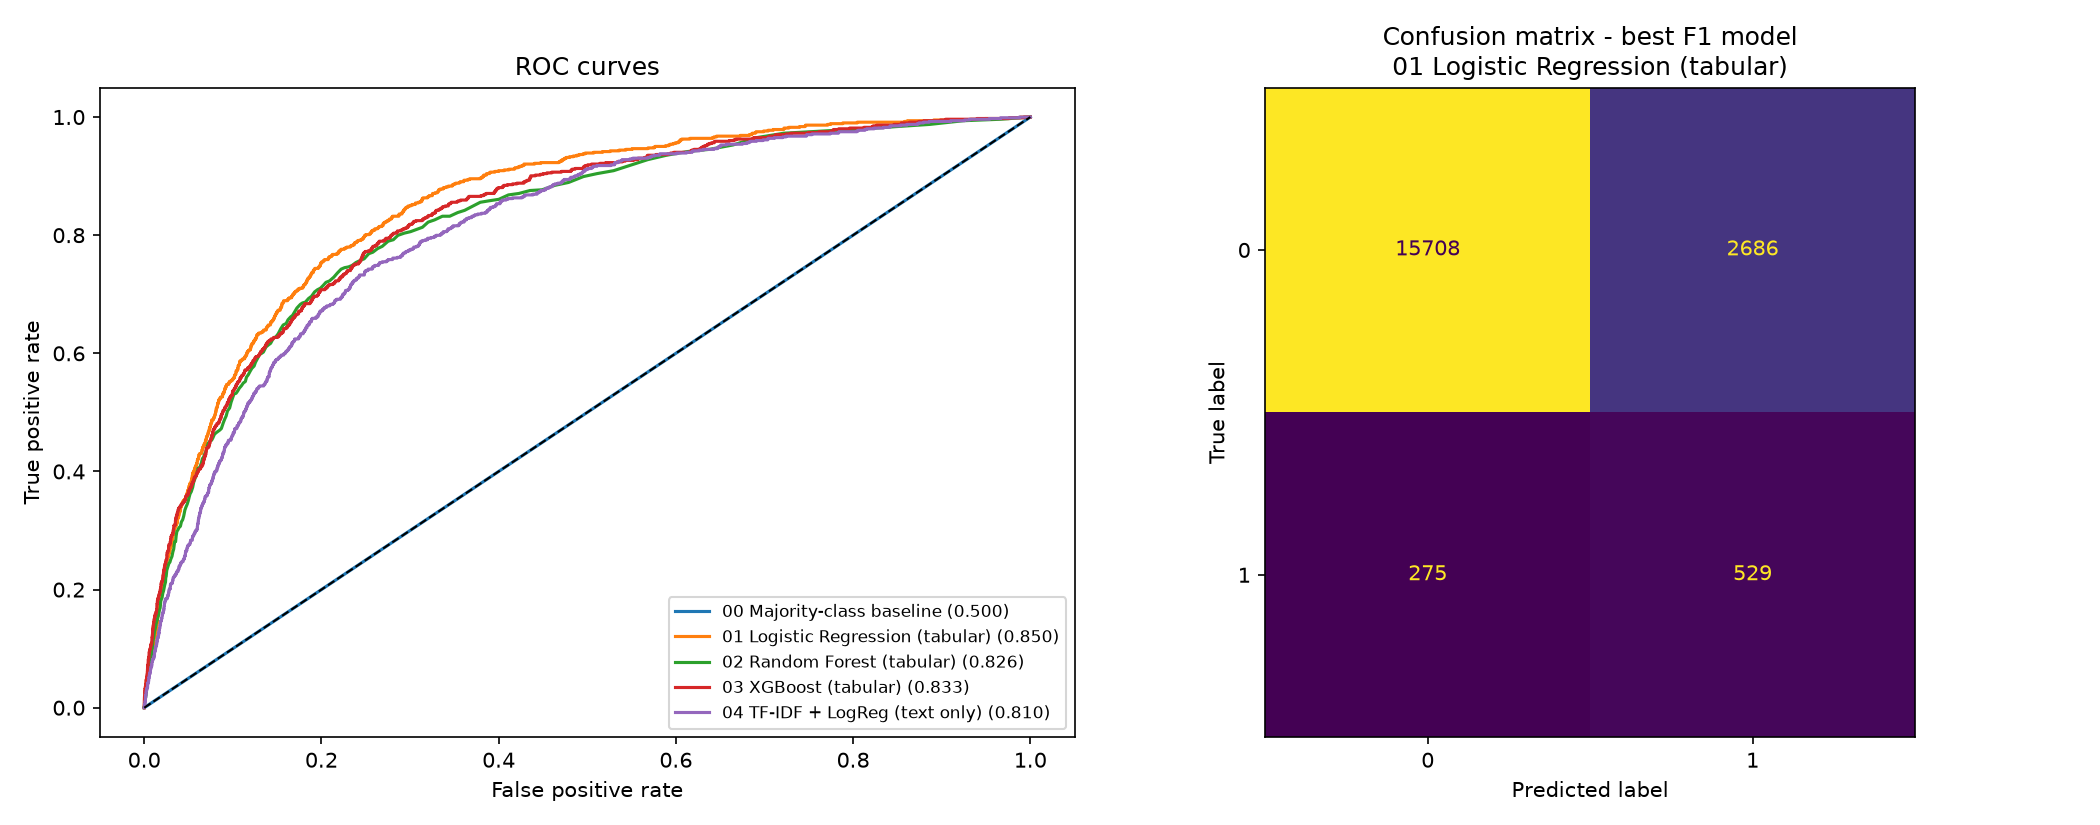 ROC curves
True positive rate
1.0
0.8
0.6
0.4
0.2
0.0
00 Majority-class baseline (0.500)
01 Logistic Regression (tabular) (0.850)
02 Random Forest (tabular) (0.826)
03 XGBoost (tabular) (0.833)
04 TF-IDF + LogReg (text only) (0.810)
0.0 0.2 0.4 0.6 0.8 1.0
False positive rate
Confusion matrix - best F1 model
01 Logistic Regression (tabular)
True label
0 15708 2686
1 275 529
0 1
Predicted label